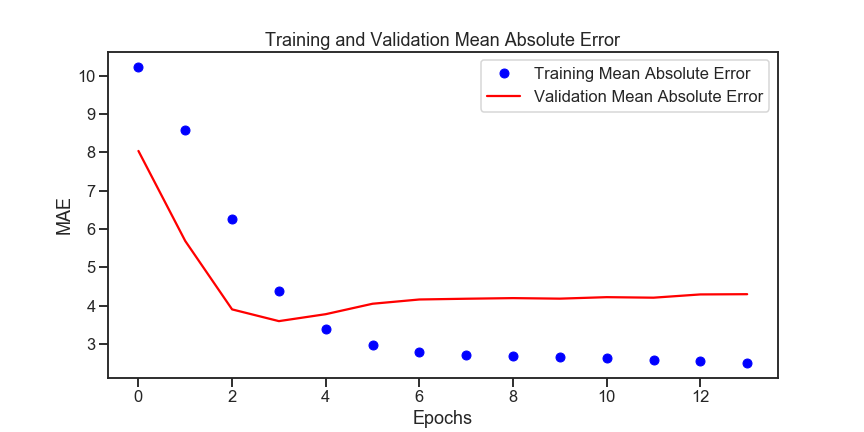 Training and Validation Mean Absolute Error
Training Mean Absolute Error
Validation Mean Absolute Error
MAE
10
9
8
7
6
5
4
3
0 2 4 6 8 10 12
Epochs